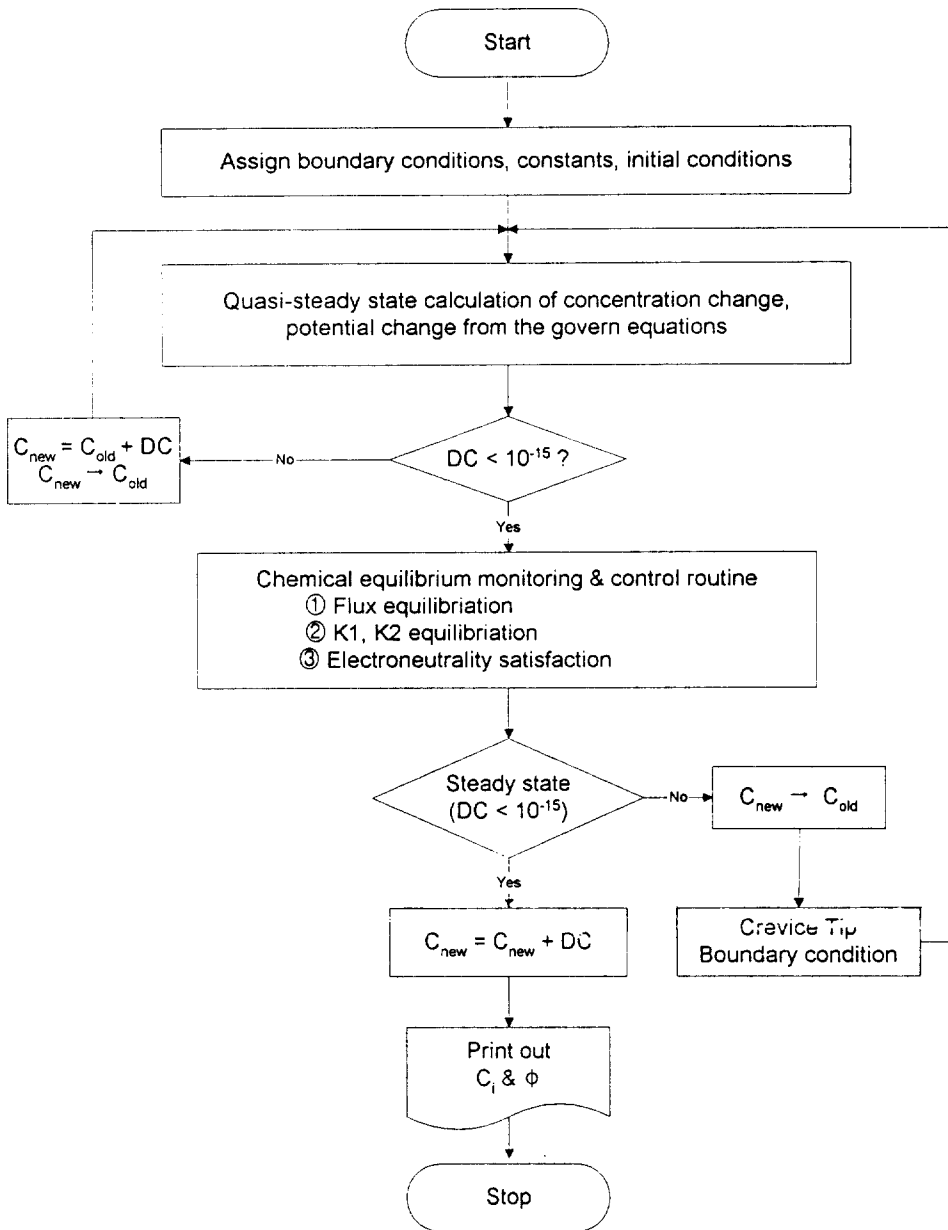 Start
Assign boundary conditions, constants, initial conditions
Quasi-steady state calculation of concentration change,
potential change from the govern equations
C_new = C_old + DC
C_new → C_old
No
DC < 10^-15 ?
Yes
Chemical equilibrium monitoring & control routine
① Flux equilibriation
② K1, K2 equilibriation
③ Electroneutrality satisfaction
Steady state
(DC < 10^-15)
No
C_new → C_old
Yes
C_new = C_new + DC
Crevice Tip
Boundary condition
Print out
C_i & Φ
Stop